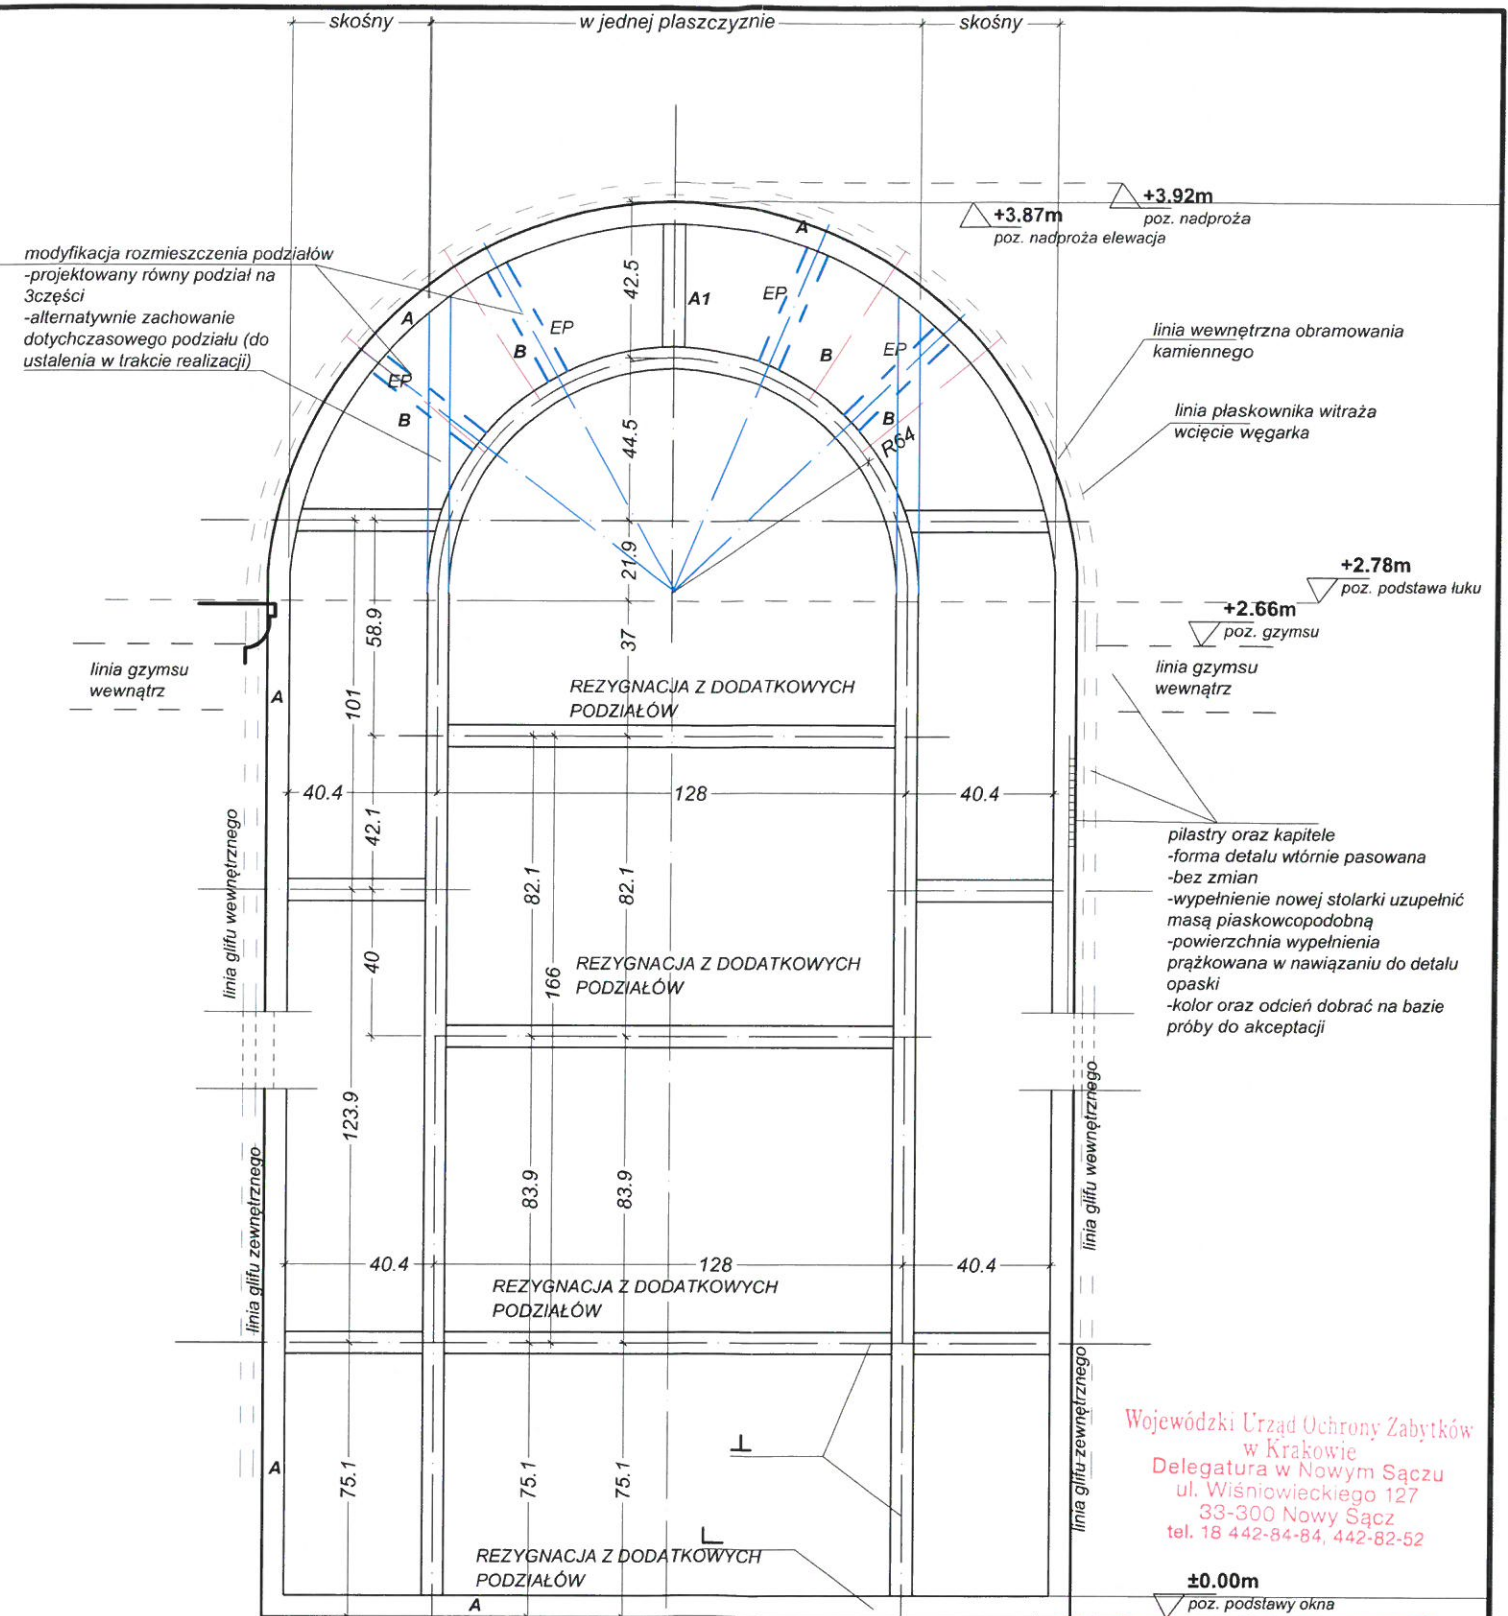 skośny
w jednej plaszczyznie
skośny
+3.92m
poz. nadproża
+3.87m
poz. nadproża elewacja
modyfikacja rozmieszczenia podziałów
-projektowany równy podział na
3części
-alternatywnie zachowanie
dotychczasowego podziału (do
ustalenia w trakcie realizacji)
A
A
42.5
A1
EP
EP
EP
EP
B
B
B
B
linia wewnętrzna obramowania
kamiennego
linia płaskownika witraża
wcięcie węgarka
44.5
R64
21.9
+2.78m
poz. podstawa łuku
+2.66m
poz. gzymsu
58.9
37
linia gzymsu
wewnątrz
linia gzymsu
wewnątrz
A
101
REZYGNACJA Z DODATKOWYCH
PODZIAŁÓW
40.4
128
40.4
42.1
82.1
82.1
linia glifu wewnętrznego
pilastry oraz kapitele
-forma detalu wtórnie pasowana
-bez zmian
-wypełnienie nowej stolarki uzupełnić
masą piaskowcopodobną
-powierzchnia wypełnienia
prążkowana w nawiązaniu do detalu
opaski
-kolor oraz odcień dobrać na bazie
próby do akceptacji
40
166
REZYGNACJA Z DODATKOWYCH
PODZIAŁÓW
123.9
83.9
83.9
linia glifu zewnętrznego
linia glifu wewnętrznego
40.4
128
40.4
REZYGNACJA Z DODATKOWYCH
PODZIAŁÓW
linia glifu zewnętrznego
A
75.1
75.1
75.1
Wojewódzki Urząd Ochrony Zabytków
w Krakowie
Delegatura w Nowym Sączu
ul. Wiśniowieckiego 127
33-300 Nowy Sącz
tel. 18 442-84-84, 442-82-52
REZYGNACJA Z DODATKOWYCH
PODZIAŁÓW
A
±0.00m
poz. podstawy okna